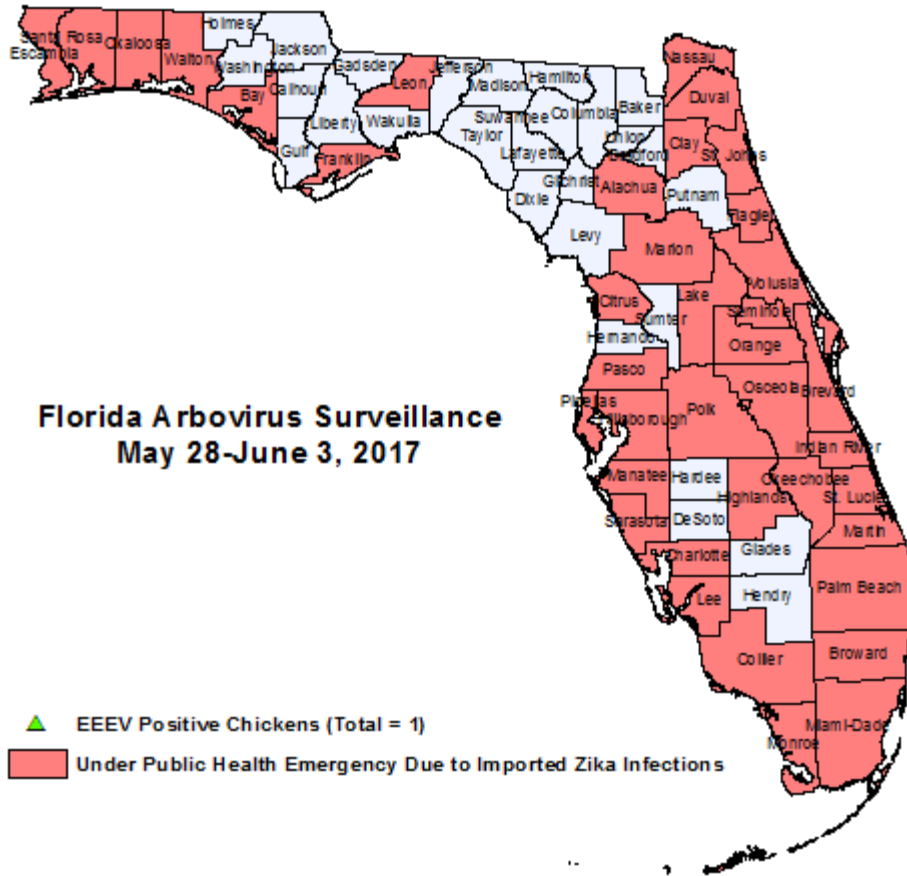 Holmes
Jackson
Santa Rosa Okaloosa
Escambia
Walton
Washington
Gadsden
Jefferson
Madison
Hamilton
Nassau
Bay
Calhoun
Leon
Duval
Liberty
Wakulla
Suwannee
Columbia
Baker
Taylor
Union
Clay
Gulf
Franklin
Lafayette
Bradford
St. Johns
Gilchrist
Alachua
Putnam
Dixie
Flagler
Levy
Marion
Volusia
Citrus
Lake
Sumter
Seminole
Hernando
Orange
Pasco
Osceola
Brevard
Pinellas
Hillsborough
Polk
Florida Arbovirus Surveillance
May 28-June 3, 2017
Indian River
Manatee
Hardee
Okeechobee
Highlands
St. Lucie
Sarasota
DeSoto
Martin
Charlotte
Glades
Palm Beach
Lee
Hendry
Collier
Broward
EEEV Positive Chickens (Total = 1)
Miami-Dade
Monroe
Under Public Health Emergency Due to Imported Zika Infections